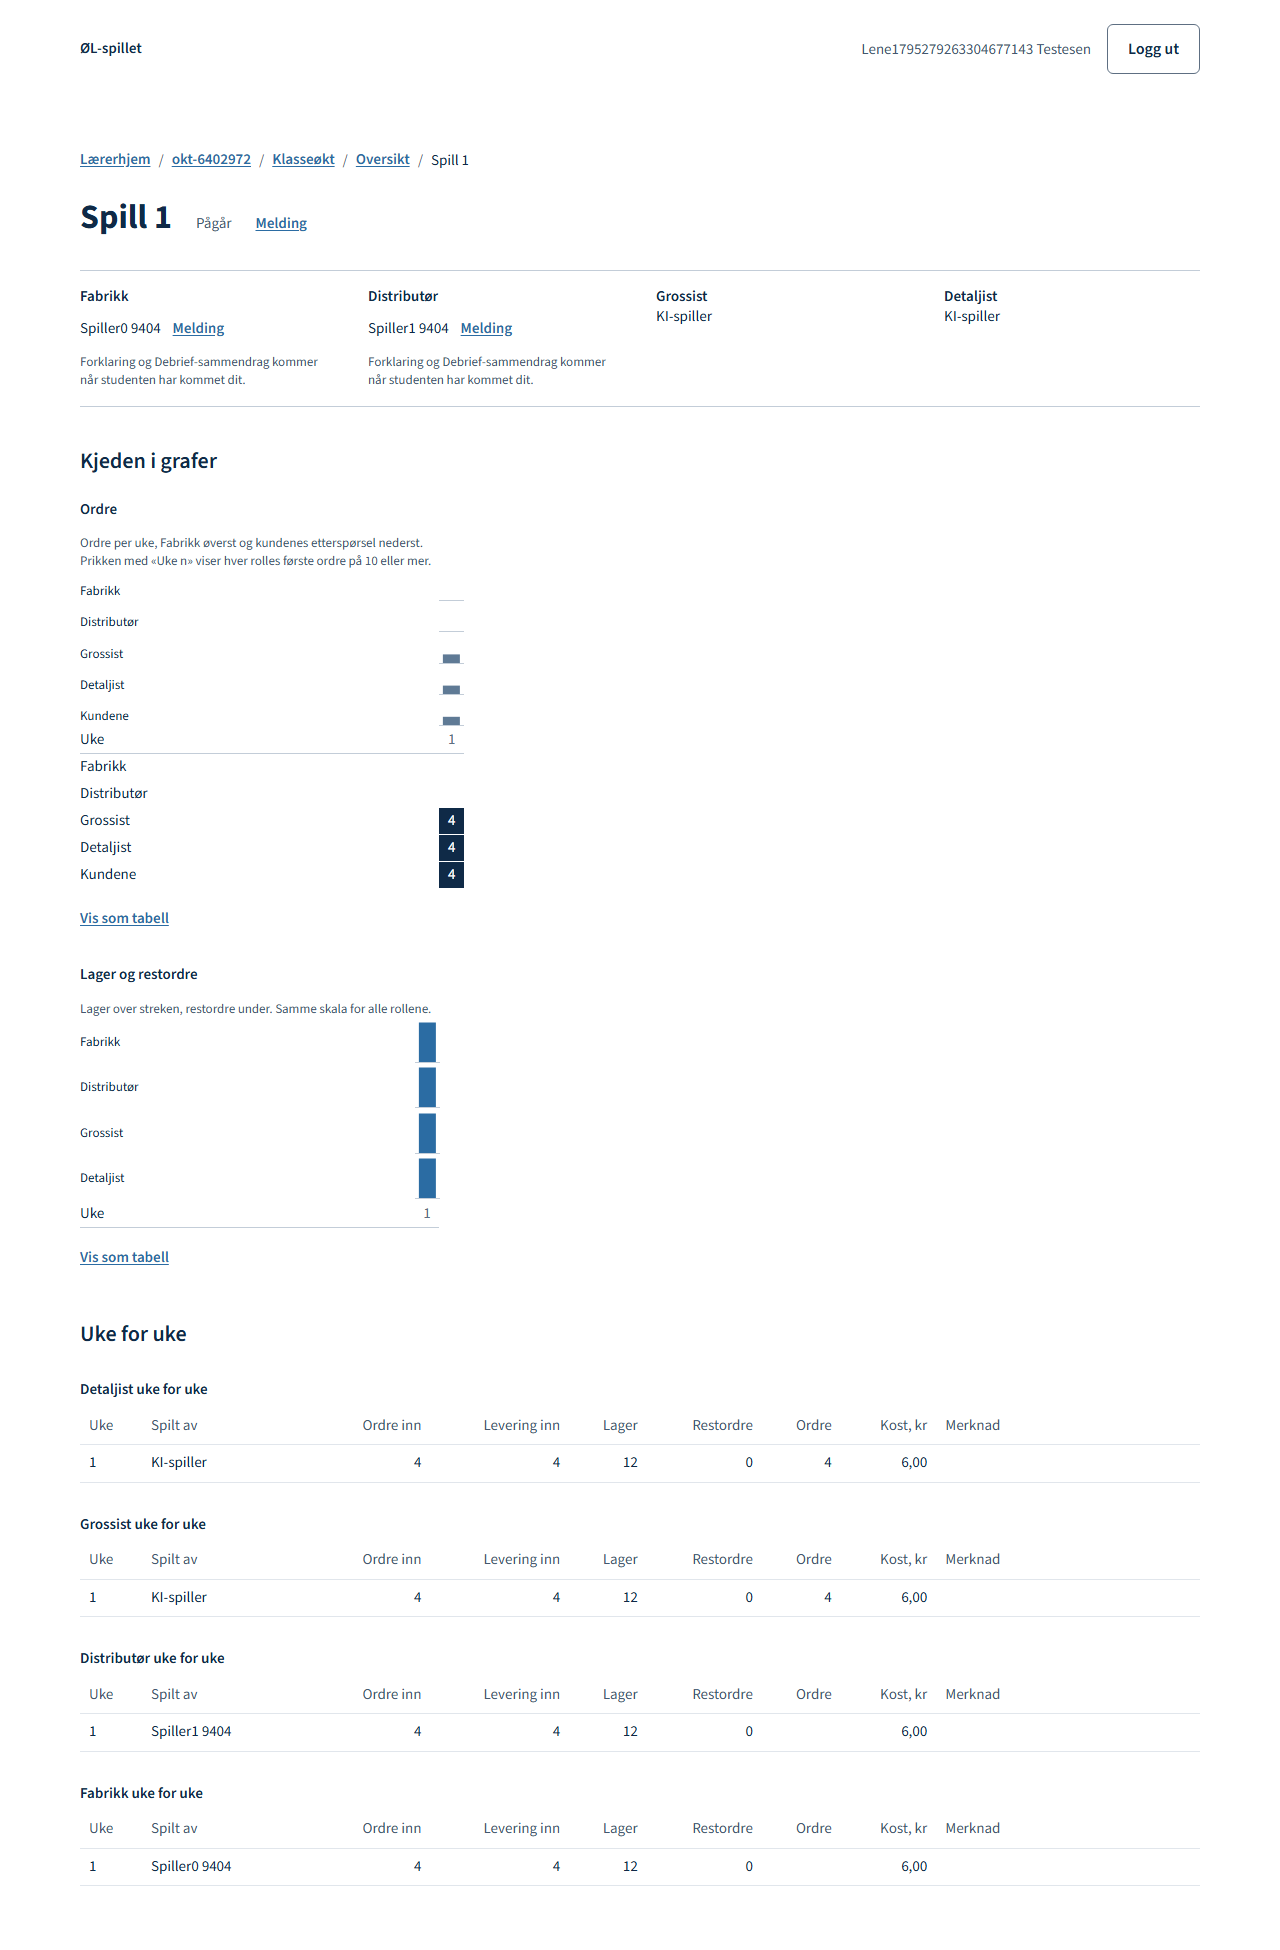 ØL-spillet
Lene1795279263304677143 Testesen
Logg ut
Lærerhjem / okt-6402972 / Klasseøkt / Oversikt / Spill 1
Spill 1 Pågår Melding
Fabrikk Distributør Grossist Detaljist
KI-spiller KI-spiller
Spiller0 9404 Melding Spiller1 9404 Melding
Forklaring og Debrief-sammendrag kommer Forklaring og Debrief-sammendrag kommer
når studenten har kommet dit. når studenten har kommet dit.
Kjeden i grafer
Ordre
Ordre per uke, Fabrikk øverst og kundenes etterspørsel nederst.
Prikken med «Uke n» viser hver rolles første ordre på 10 eller mer.
Fabrikk
Distributør
Grossist
Detaljist
Kundene
Uke 1
Fabrikk
Distributør
Grossist 4
Detaljist 4
Kundene 4
Vis som tabell
Lager og restordre
Lager over streken, restordre under. Samme skala for alle rollene.
Fabrikk
Distributør
Grossist
Detaljist
Uke 1
Vis som tabell
Uke for uke
Detaljist uke for uke
Uke Spilt av Ordre inn Levering inn Lager Restordre Ordre Kost, kr Merknad
1 KI-spiller 4 4 12 0 4 6,00
Grossist uke for uke
Uke Spilt av Ordre inn Levering inn Lager Restordre Ordre Kost, kr Merknad
1 KI-spiller 4 4 12 0 4 6,00
Distributør uke for uke
Uke Spilt av Ordre inn Levering inn Lager Restordre Ordre Kost, kr Merknad
1 Spiller1 9404 4 4 12 0 6,00
Fabrikk uke for uke
Uke Spilt av Ordre inn Levering inn Lager Restordre Ordre Kost, kr Merknad
1 Spiller0 9404 4 4 12 0 6,00